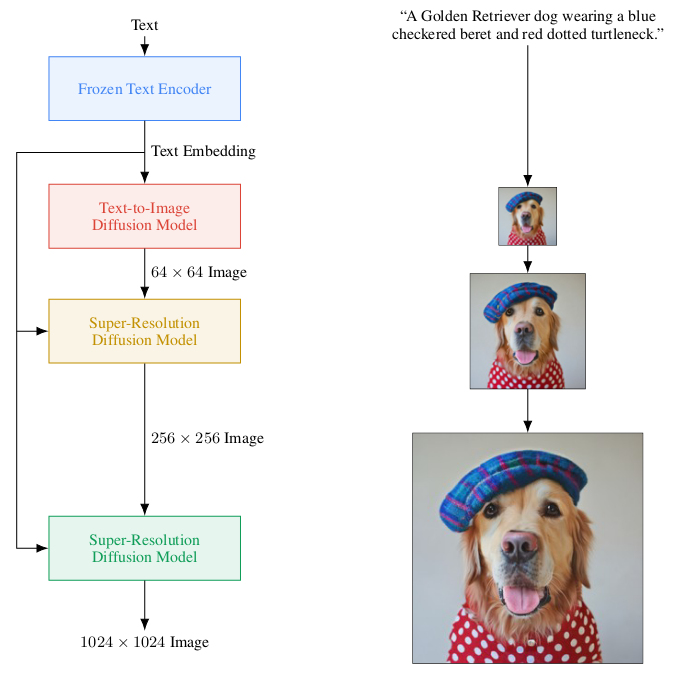 Text
Frozen Text Encoder
Text Embedding
Text-to-Image
Diffusion Model
64 × 64 Image
Super-Resolution
Diffusion Model
256 × 256 Image
Super-Resolution
Diffusion Model
1024 × 1024 Image
“A Golden Retriever dog wearing a blue
checkered beret and red dotted turtleneck.”